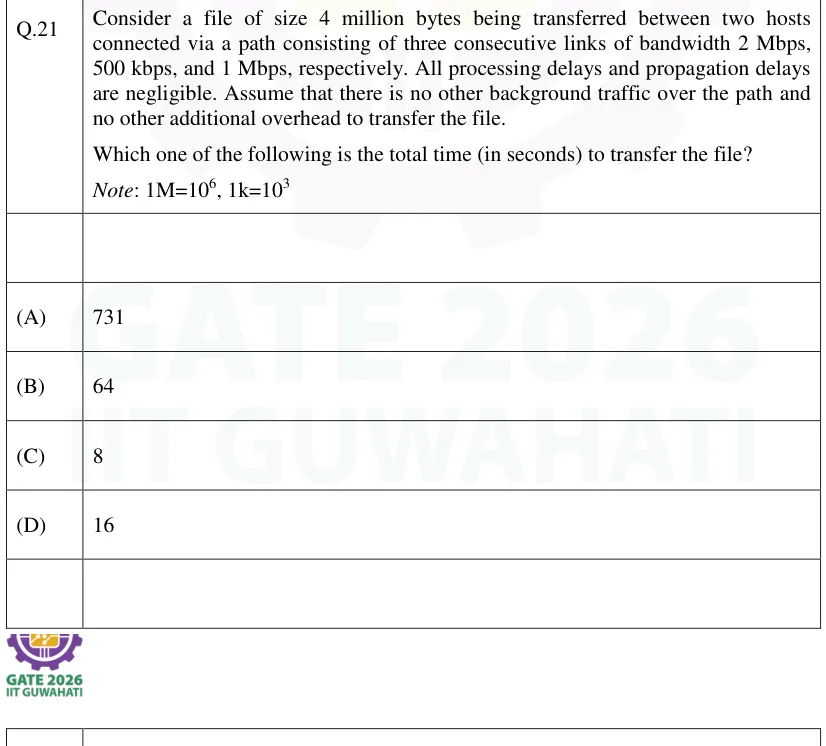 Q.21
Consider a file of size 4 million bytes being transferred between two hosts
connected via a path consisting of three consecutive links of bandwidth 2 Mbps,
500 kbps, and 1 Mbps, respectively. All processing delays and propagation delays
are negligible. Assume that there is no other background traffic over the path and
no other additional overhead to transfer the file.
Which one of the following is the total time (in seconds) to transfer the file?
Note: 1M=10⁶, 1k=10³
(A) 731
(B) 64
(C) 8
(D) 16
GATE 2026
IIT GUWAHATI
GATE 2026
IIT GUWAHATI